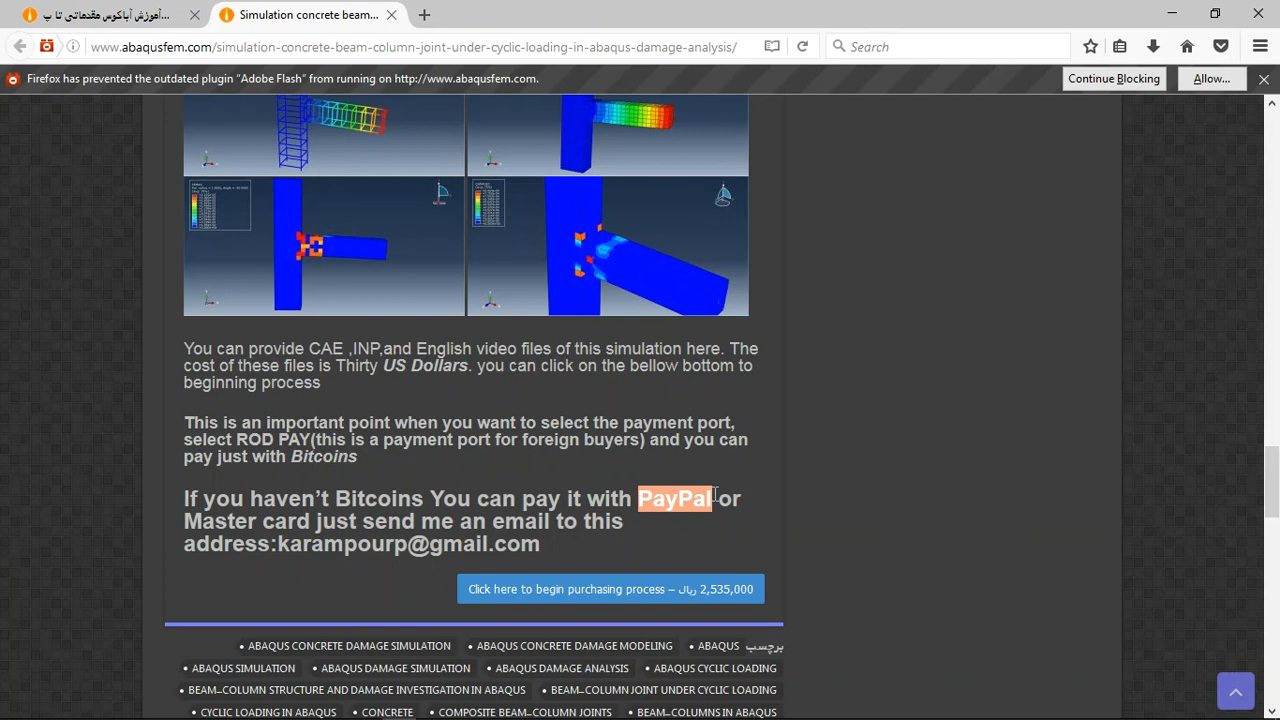 آموزش آباکوس مقدماتی تا پ...
Simulation concrete beam...
www.abaqusfem.com/simulation-concrete-beam-column-joint-under-cyclic-loading-in-abaqus-damage-analysis/
Search
Firefox has prevented the outdated plugin “Adobe Flash” from running on http://www.abaqusfem.com.
Continue Blocking
Allow...
You can provide CAE ,INP,and English video files of this simulation here. The
cost of these files is Thirty US Dollars. you can click on the bellow bottom to
beginning process
This is an important point when you want to select the payment port,
select ROD PAY(this is a payment port for foreign buyers) and you can
pay just with Bitcoins
If you haven’t Bitcoins You can pay it with PayPal or
Master card just send me an email to this
address:karampourp@gmail.com
Click here to begin purchasing process – 2,535,000 ریال
• ABAQUS CONCRETE DAMAGE SIMULATION • ABAQUS CONCRETE DAMAGE MODELING • ABAQUS برچسب
• ABAQUS SIMULATION • ABAQUS DAMAGE SIMULATION • ABAQUS DAMAGE ANALYSIS • ABAQUS CYCLIC LOADING
• BEAM-COLUMN STRUCTURE AND DAMAGE INVESTIGATION IN ABAQUS • BEAM-COLUMN JOINT UNDER CYCLIC LOADING
• CYCLIC LOADING IN ABAQUS • CONCRETE • COMPOSITE BEAM-COLUMN JOINTS • BEAM-COLUMNS IN ABAQUS